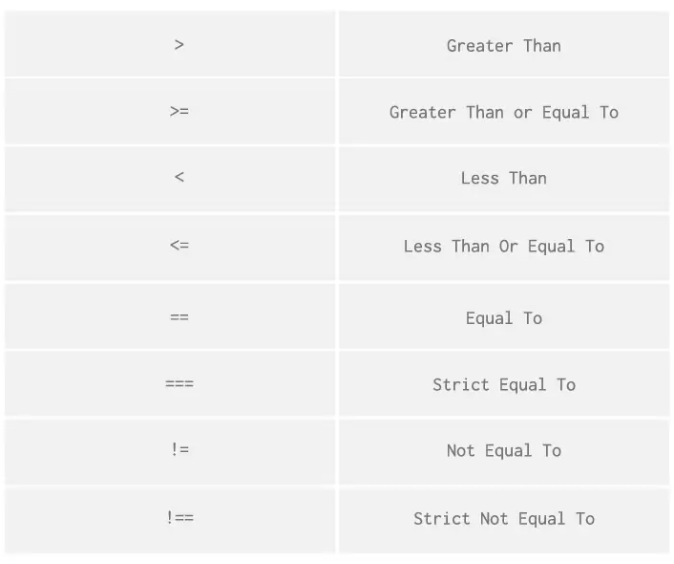 > Greater Than
>= Greater Than or Equal To
< Less Than
<= Less Than Or Equal To
== Equal To
=== Strict Equal To
!= Not Equal To
!== Strict Not Equal To